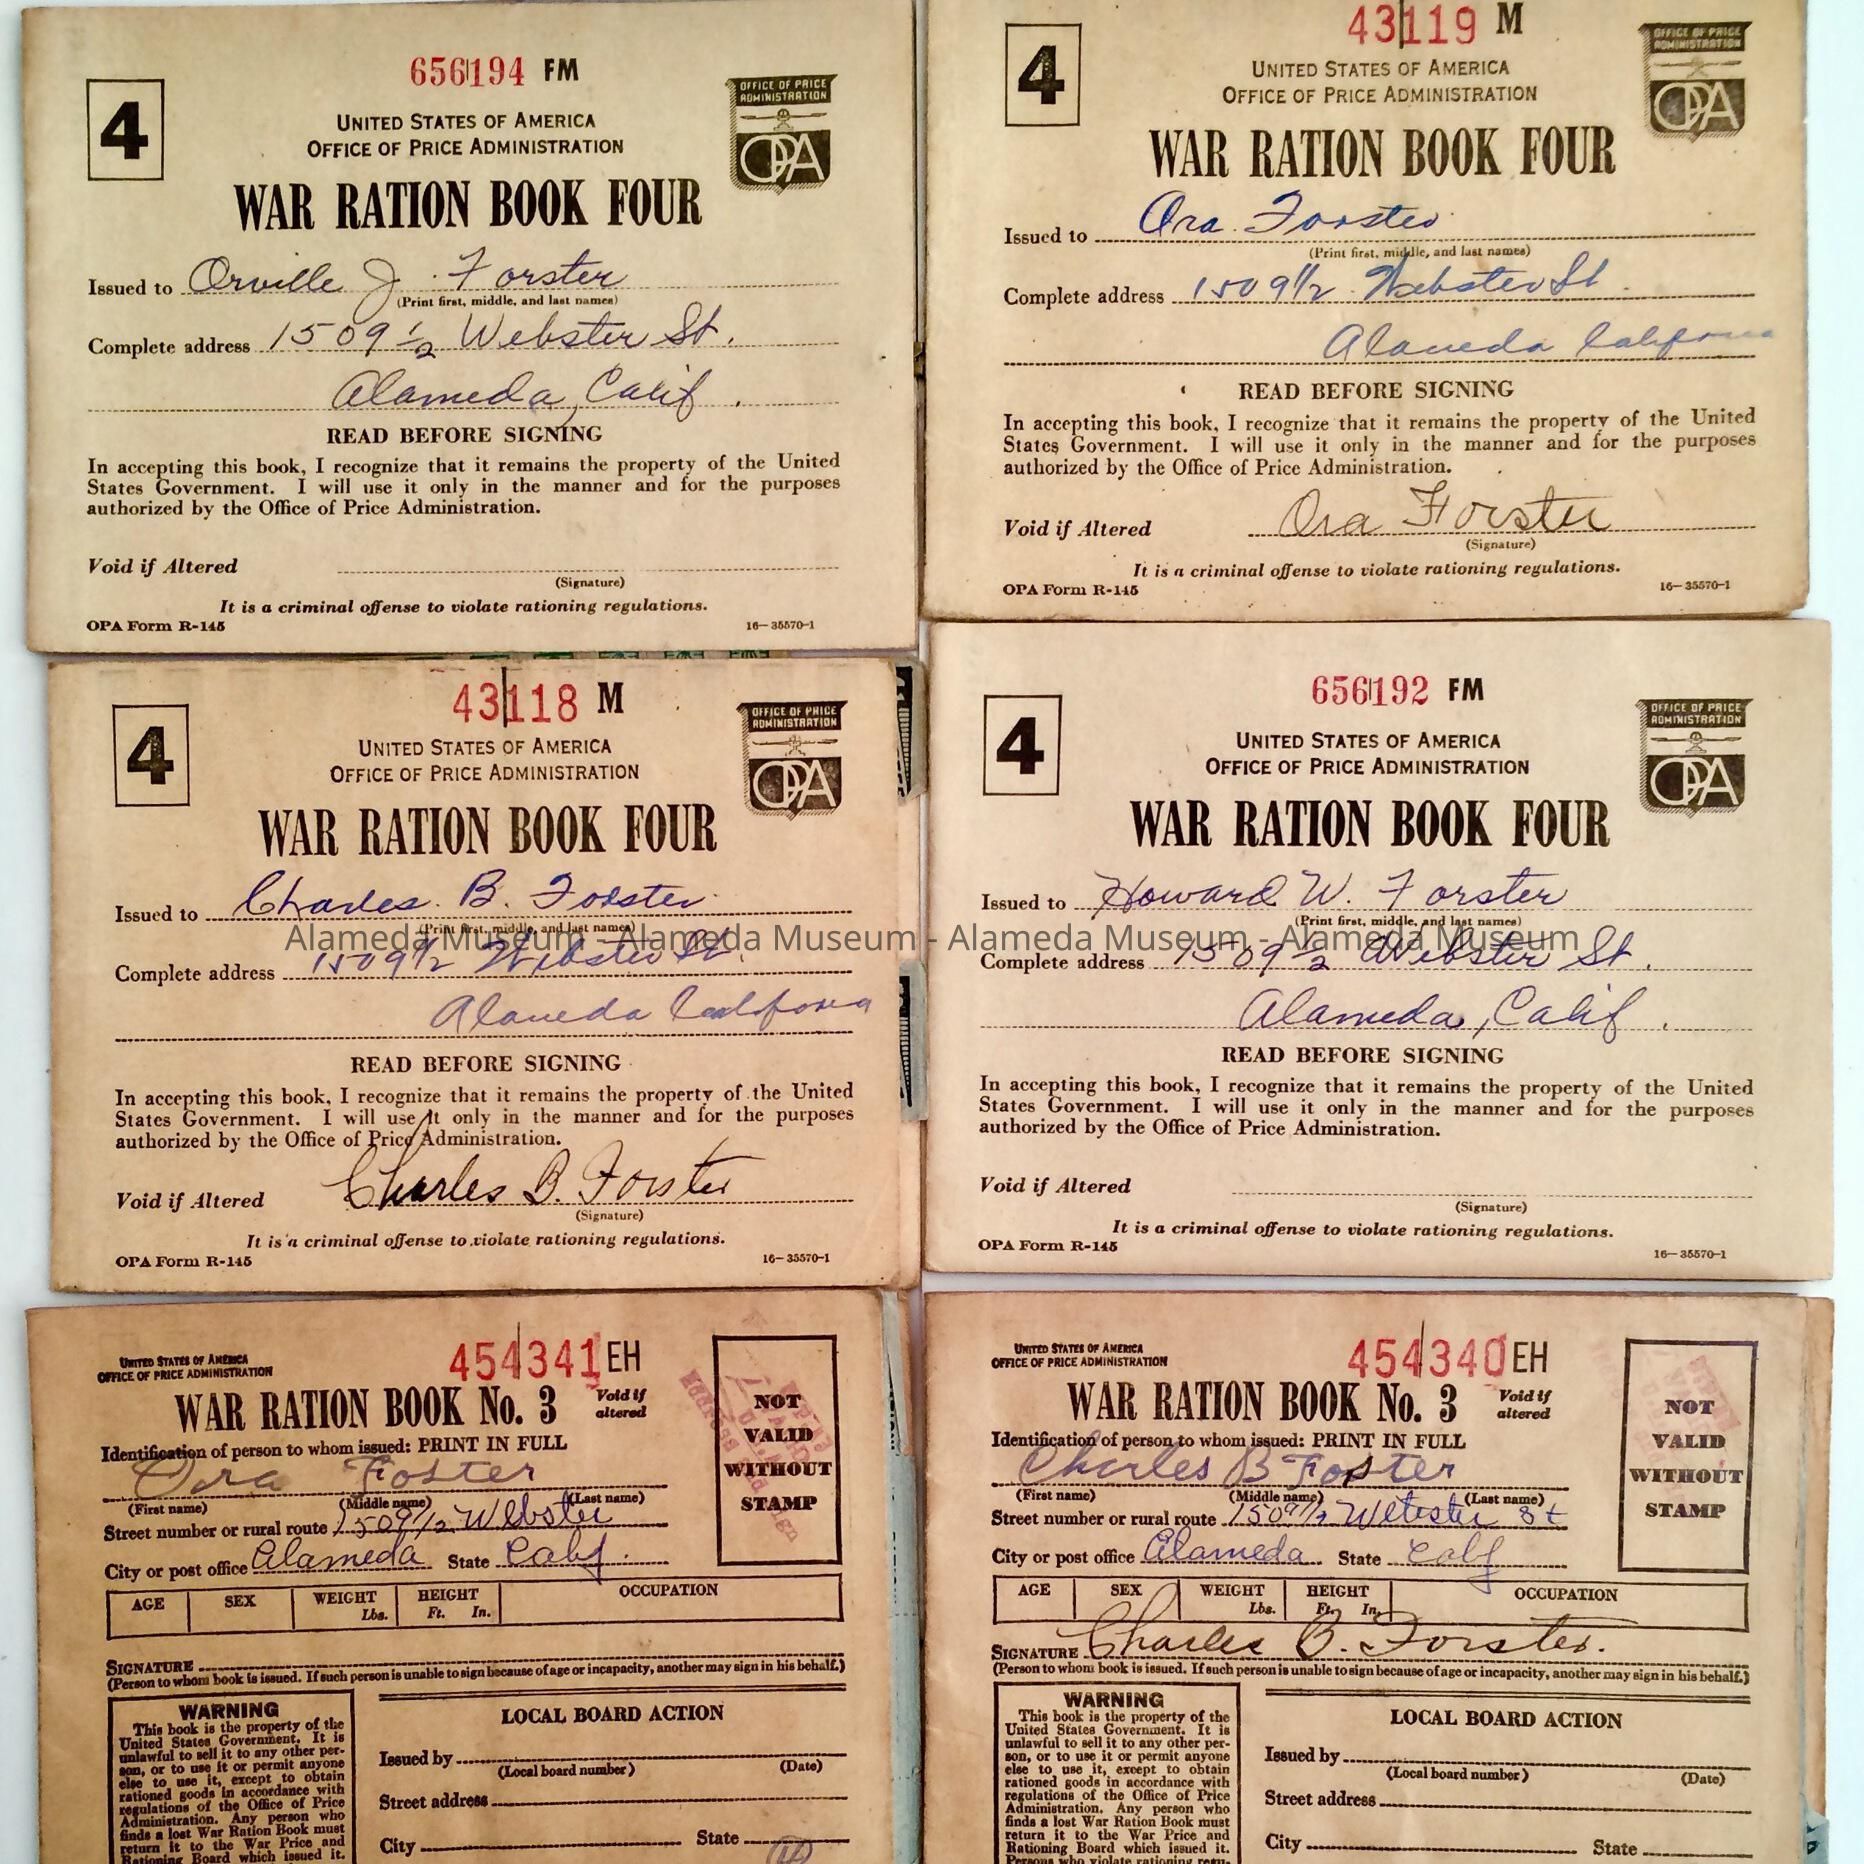 656194 FM
4
OFFICE OF PRICE
ADMINISTRATION
OPA
UNITED STATES OF AMERICA
OFFICE OF PRICE ADMINISTRATION
WAR RATION BOOK FOUR
Issued to Orville J. Forster
(Print first, middle, and last names)
Complete address 1509 1/2 Webster St.
Alameda, Calif.
READ BEFORE SIGNING
In accepting this book, I recognize that it remains the property of the United
States Government. I will use it only in the manner and for the purposes
authorized by the Office of Price Administration.
Void if Altered
(Signature)
It is a criminal offense to violate rationing regulations.
OPA Form R-145 16-35570-1
43119 M
4
OFFICE OF PRICE
ADMINISTRATION
OPA
UNITED STATES OF AMERICA
OFFICE OF PRICE ADMINISTRATION
WAR RATION BOOK FOUR
Issued to Ora Forster
(Print first, middle, and last names)
Complete address 1509 1/2 Webster St.
Alameda California
READ BEFORE SIGNING
In accepting this book, I recognize that it remains the property of the United
States Government. I will use it only in the manner and for the purposes
authorized by the Office of Price Administration.
Void if Altered Ora Forster
(Signature)
It is a criminal offense to violate rationing regulations.
OPA Form R-145 16-35570-1
43118 M
4
OFFICE OF PRICE
ADMINISTRATION
OPA
UNITED STATES OF AMERICA
OFFICE OF PRICE ADMINISTRATION
WAR RATION BOOK FOUR
Issued to Charles B. Forster
(Print first, middle, and last names)
Complete address 1509 1/2 Webster St.
Alameda California
READ BEFORE SIGNING
In accepting this book, I recognize that it remains the property of the United
States Government. I will use it only in the manner and for the purposes
authorized by the Office of Price Administration.
Void if Altered Charles B. Forster
(Signature)
It is a criminal offense to violate rationing regulations.
OPA Form R-145 16-35570-1
656192 FM
4
OFFICE OF PRICE
ADMINISTRATION
OPA
UNITED STATES OF AMERICA
OFFICE OF PRICE ADMINISTRATION
WAR RATION BOOK FOUR
Issued to Howard W. Forster
(Print first, middle, and last names)
Complete address 1509 1/2 Webster St.
Alameda, Calif.
READ BEFORE SIGNING
In accepting this book, I recognize that it remains the property of the United
States Government. I will use it only in the manner and for the purposes
authorized by the Office of Price Administration.
Void if Altered
(Signature)
It is a criminal offense to violate rationing regulations.
OPA Form R-145 16-35570-1
Alameda Museum - Alameda Museum - Alameda Museum - Alameda Museum
UNITED STATES OF AMERICA
OFFICE OF PRICE ADMINISTRATION
454341 EH
WAR RATION BOOK No. 3 Void if
altered
NOT
VALID
WITHOUT
STAMP
Identification of person to whom issued: PRINT IN FULL
Ora Foster
(First name) (Middle name) (Last name)
Street number or rural route 1509 1/2 Webster
City or post office Alameda State Calif.
AGE SEX WEIGHT HEIGHT OCCUPATION
Lbs. Ft. In.
SIGNATURE
(Person to whom book is issued. If such person is unable to sign because of age or incapacity, another may sign in his behalf.)
WARNING
This book is the property of the
United States Government. It is
unlawful to sell it to any other per-
son, or to use it or permit anyone
else to use it, except to obtain
rationed goods in accordance with
regulations of the Office of Price
Administration. Any person who
finds a lost War Ration Book must
return it to the War Price and
Rationing Board which issued it.
LOCAL BOARD ACTION
Issued by
(Local board number) (Date)
Street address
City State
UNITED STATES OF AMERICA
OFFICE OF PRICE ADMINISTRATION
454340 EH
WAR RATION BOOK No. 3 Void if
altered
NOT
VALID
WITHOUT
STAMP
Identification of person to whom issued: PRINT IN FULL
Charles B Foster
(First name) (Middle name) (Last name)
Street number or rural route 1509 1/2 Webster St
City or post office Alameda State Calf
AGE SEX WEIGHT HEIGHT OCCUPATION
Lbs. Ft. In.
SIGNATURE Charles B. Forster.
(Person to whom book is issued. If such person is unable to sign because of age or incapacity, another may sign in his behalf.)
WARNING
This book is the property of the
United States Government. It is
unlawful to sell it to any other per-
son, or to use it or permit anyone
else to use it, except to obtain
rationed goods in accordance with
regulations of the Office of Price
Administration. Any person who
finds a lost War Ration Book must
return it to the War Price and
Rationing Board which issued it.
Persons who violate rationing regu-
LOCAL BOARD ACTION
Issued by
(Local board number) (Date)
Street address
City State